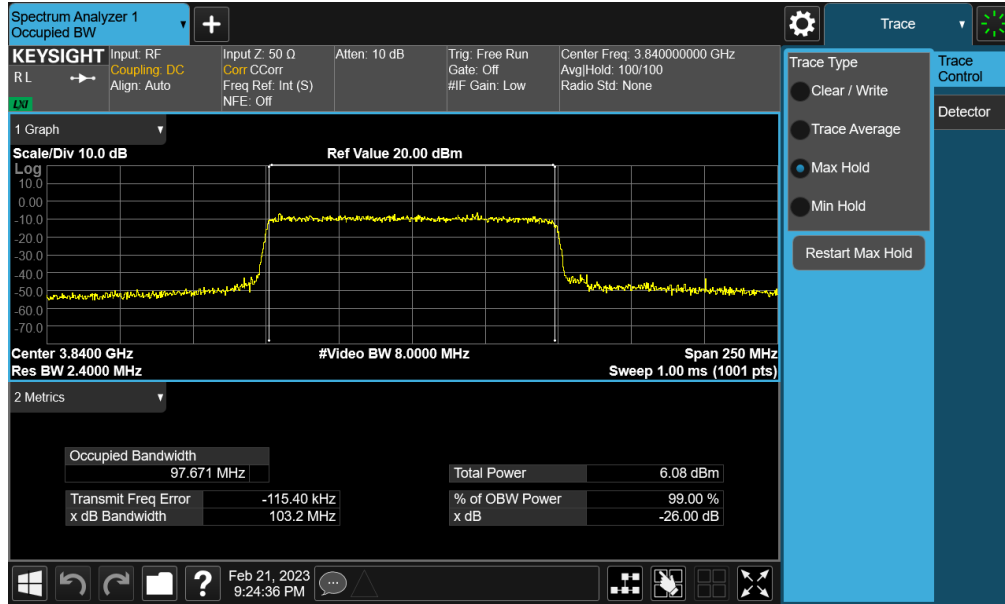 Spectrum Analyzer 1
Occupied BW
Trace
KEYSIGHT Input: RF Input Z: 50 Ω Atten: 10 dB Trig: Free Run Center Freq: 3.840000000 GHz
R L Coupling: DC Corr CCorr Gate: Off Avg|Hold: 100/100
Align: Auto Freq Ref: Int (S) #IF Gain: Low Radio Std: None
LXI NFE: Off
Trace Type
Clear / Write
Trace Average
Max Hold
Min Hold
Restart Max Hold
Trace
Control
Detector
1 Graph
Scale/Div 10.0 dB Ref Value 20.00 dBm
Log
10.0
0.00
-10.0
-20.0
-30.0
-40.0
-50.0
-60.0
-70.0
Center 3.8400 GHz #Video BW 8.0000 MHz Span 250 MHz
Res BW 2.4000 MHz Sweep 1.00 ms (1001 pts)
2 Metrics
Occupied Bandwidth
97.671 MHz Total Power 6.08 dBm
Transmit Freq Error -115.40 kHz % of OBW Power 99.00 %
x dB Bandwidth 103.2 MHz x dB -26.00 dB
? Feb 21, 2023
9:24:36 PM